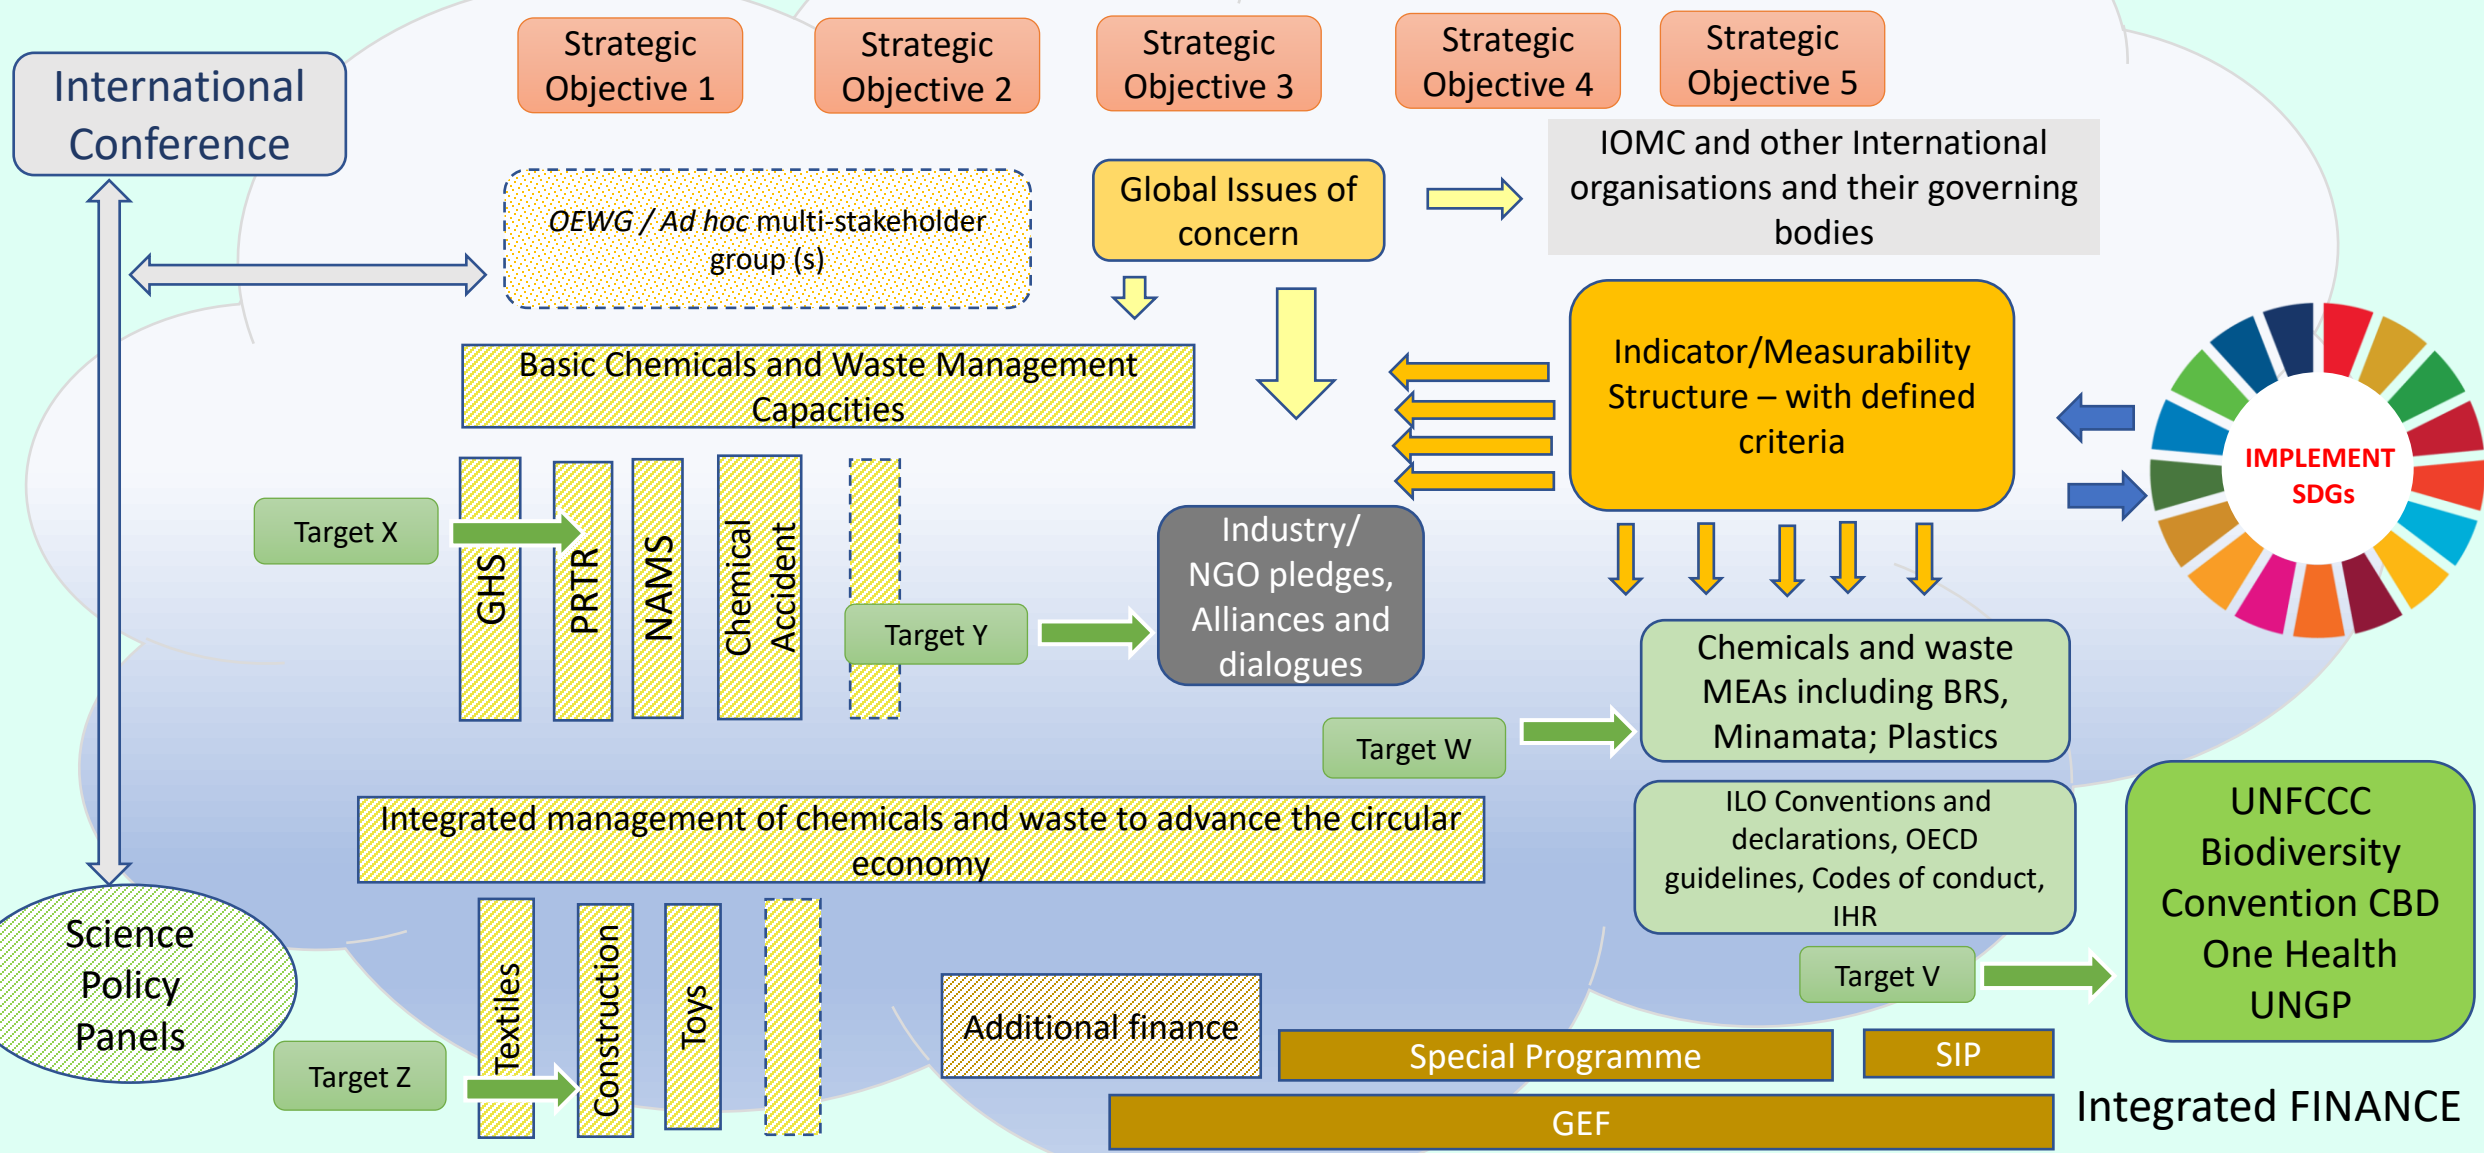 Strategic
Objective 1
Strategic
Objective 2
Strategic
Objective 3
Strategic
Objective 4
Strategic
Objective 5
International
Conference
OEWG / Ad hoc multi-stakeholder
group (s)
Global Issues of
concern
IOMC and other International
organisations and their governing
bodies
Basic Chemicals and Waste Management
Capacities
Indicator/Measurability
Structure – with defined
criteria
IMPLEMENT
SDGs
Target X
GHS
PRTR
NAMS
Chemical
Accident
Target Y
Industry/
NGO pledges,
Alliances and
dialogues
Chemicals and waste
MEAs including BRS,
Minamata; Plastics
Target W
Integrated management of chemicals and waste to advance the circular
economy
ILO Conventions and
declarations, OECD
guidelines, Codes of conduct,
IHR
UNFCCC
Biodiversity
Convention CBD
One Health
UNGP
Science
Policy
Panels
Target Z
Textiles
Construction
Toys
Target V
Additional finance
Special Programme
SIP
GEF
Integrated FINANCE